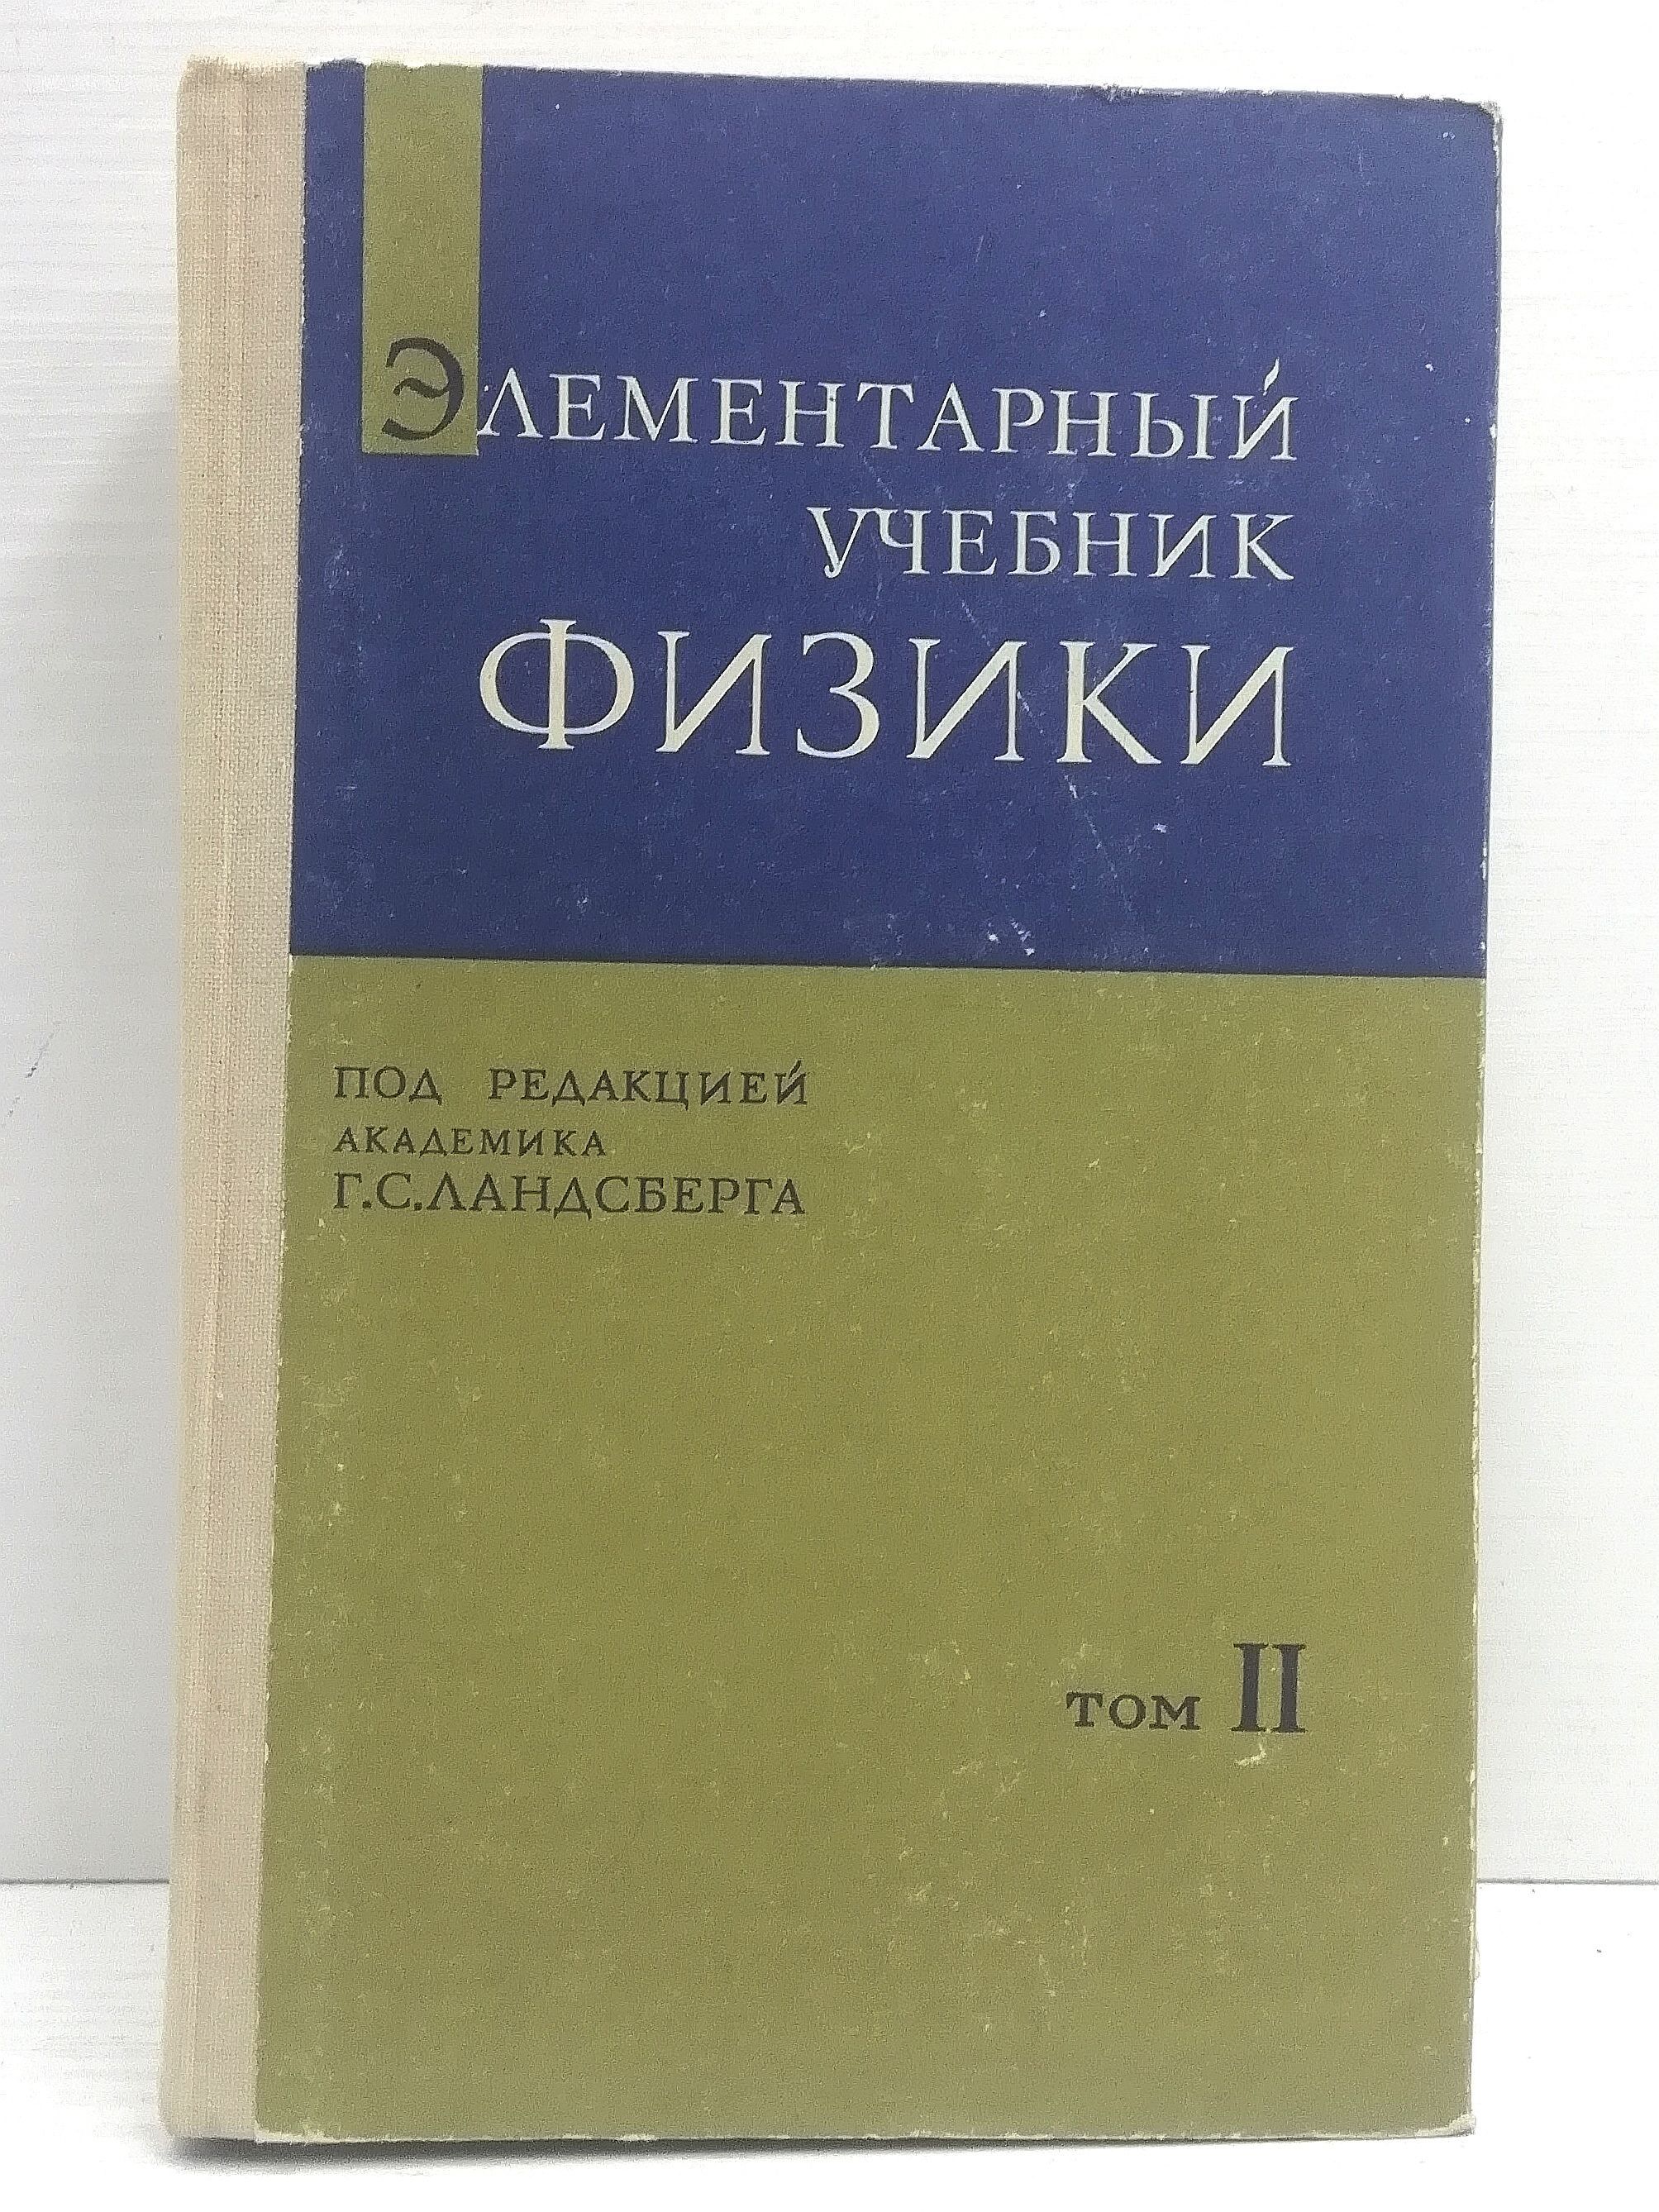 ЭЛЕМЕНТАРНЫЙ
УЧЕБНИК
ФИЗИКИ
ПОД РЕДАКЦИЕЙ
АКАДЕМИКА
Г.С.ЛАНДСБЕРГА
ТОМ II